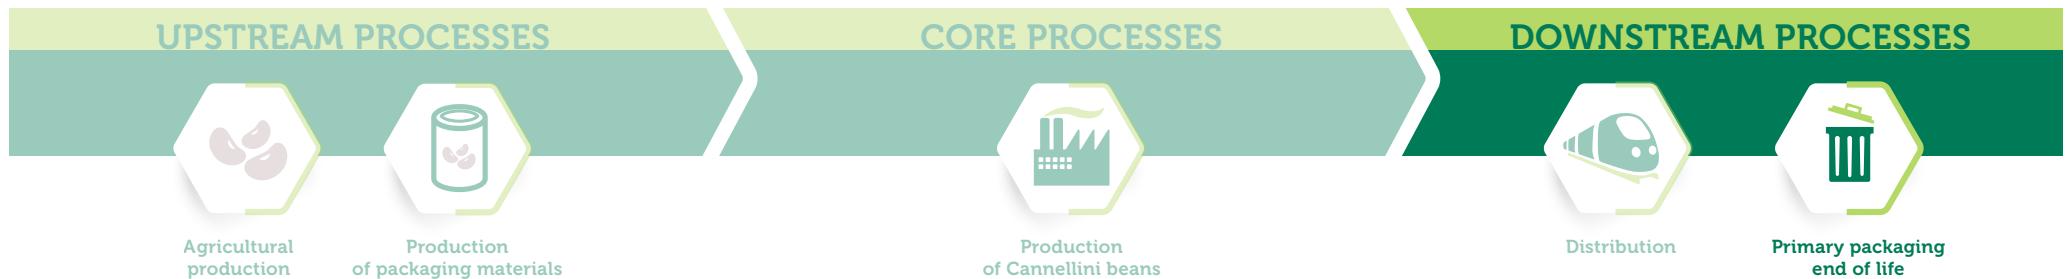 UPSTREAM PROCESSES
CORE PROCESSES
DOWNSTREAM PROCESSES
Agricultural
production
Production
of packaging materials
Production
of Cannellini beans
Distribution
Primary packaging
end of life